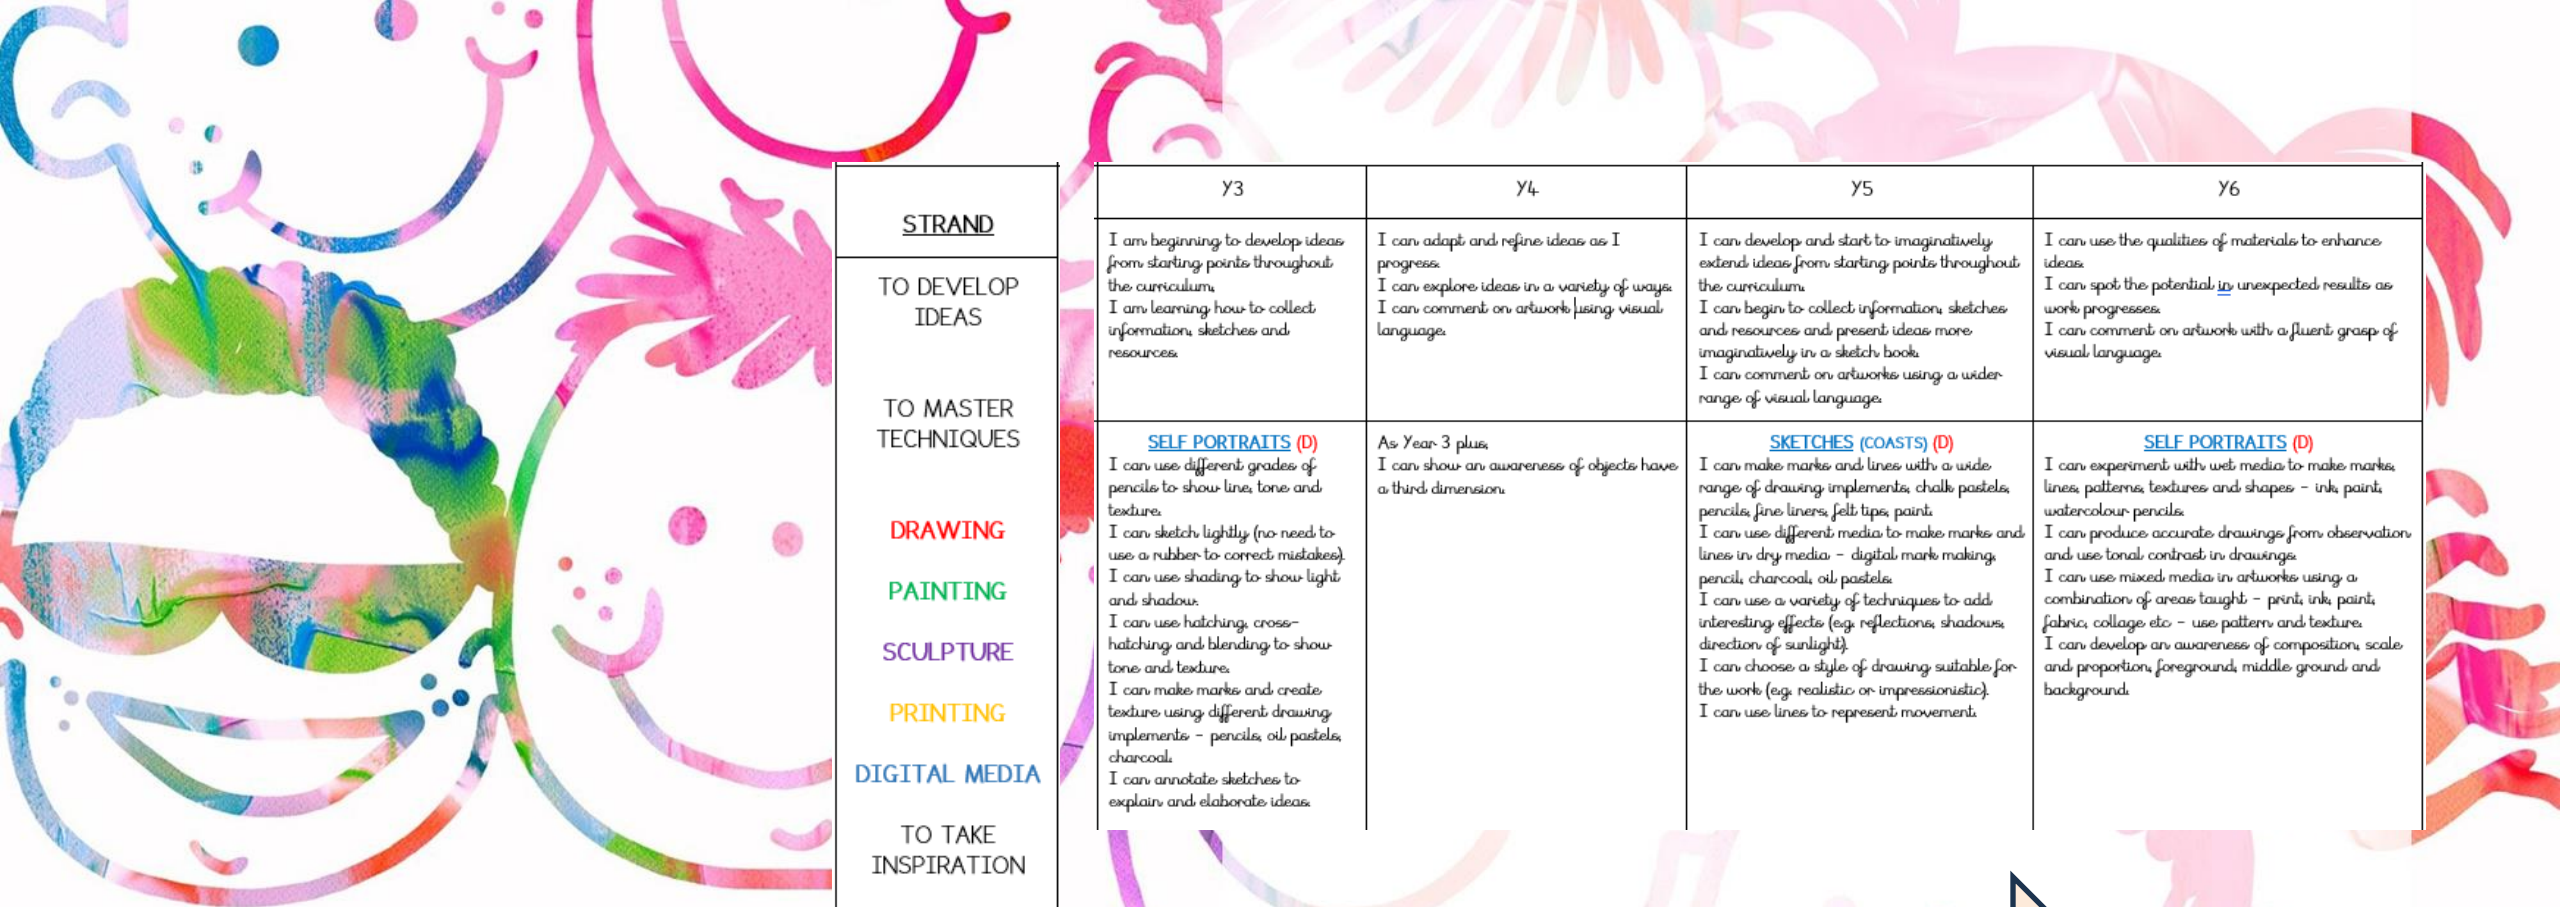 STRAND
TO DEVELOP
IDEAS
TO MASTER
TECHNIQUES
DRAWING
PAINTING
SCULPTURE
PRINTING
DIGITAL MEDIA
TO TAKE
INSPIRATION
Y3
I am beginning to develop ideas
from starting points throughout
the curriculum.
I am learning how to collect
information, sketches and
resources.
SELF PORTRAITS (D)
I can use different grades of
pencils to show line, tone and
texture.
I can sketch lightly (no need to
use a rubber to correct mistakes).
I can use shading to show light
and shadow.
I can use hatching, cross-
hatching and blending to show
tone and texture.
I can make marks and create
texture using different drawing
implements - pencils, oil pastels,
charcoal.
I can annotate sketches to
explain and elaborate ideas.
Y4
I can adapt and refine ideas as I
progress.
I can explore ideas in a variety of ways.
I can comment on artwork using visual
language.
As Year 3 plus,
I can show an awareness of objects have
a third dimension.
Y5
I can develop and start to imaginatively
extend ideas from starting points throughout
the curriculum.
I can begin to collect information, sketches
and resources and present ideas more
imaginatively in a sketch book.
I can comment on artworks using a wider
range of visual language.
SKETCHES (COASTS) (D)
I can make marks and lines with a wide
range of drawing implements, chalk pastels,
pencils, fine liners, felt tips, paint.
I can use different media to make marks and
lines in dry media - digital mark making,
pencil, charcoal, oil pastels.
I can use a variety of techniques to add
interesting effects (e.g. reflections, shadows,
direction of sunlight).
I can choose a style of drawing suitable for
the work (e.g. realistic or impressionistic).
I can use lines to represent movement.
Y6
I can use the qualities of materials to enhance
ideas.
I can spot the potential in unexpected results as
work progresses.
I can comment on artwork with a fluent grasp of
visual language.
SELF PORTRAITS (D)
I can experiment with wet media to make marks,
lines, patterns, textures and shapes - ink, paint,
watercolour pencils.
I can produce accurate drawings from observation
and use tonal contrast in drawings.
I can use mixed media in artworks using a
combination of areas taught - print, ink, paint,
fabric, collage etc - use pattern and texture.
I can develop an awareness of composition, scale
and proportion, foreground, middle ground and
background.